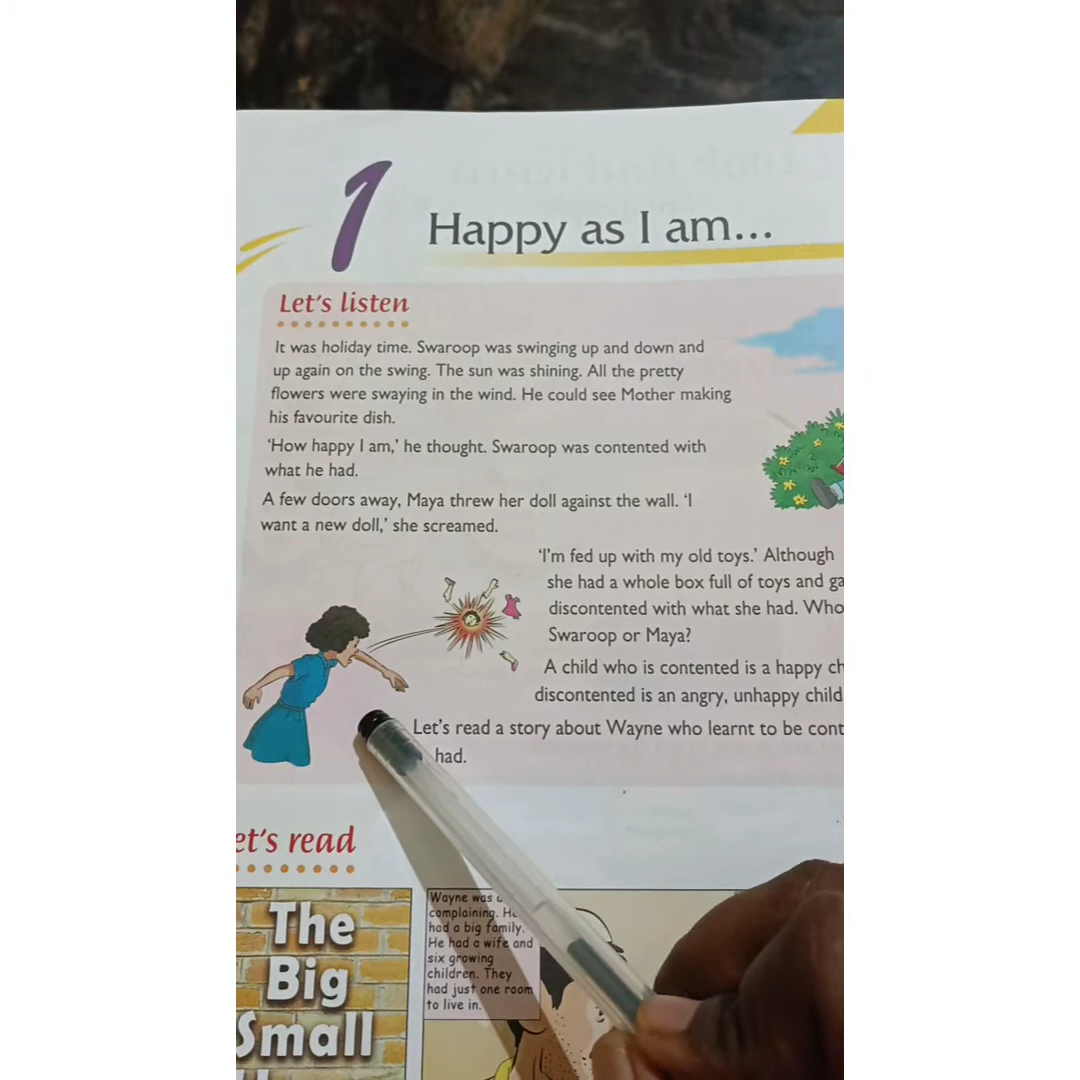 1
Happy as I am...
Let's listen
It was holiday time. Swaroop was swinging up and down and
up again on the swing. The sun was shining. All the pretty
flowers were swaying in the wind. He could see Mother making
his favourite dish.
'How happy I am,' he thought. Swaroop was contented with
what he had.
A few doors away, Maya threw her doll against the wall. 'I
want a new doll,' she screamed.
'I'm fed up with my old toys.' Although
she had a whole box full of toys and ga
discontented with what she had. Who
Swaroop or Maya?
A child who is contented is a happy ch
discontented is an angry, unhappy child
Let's read a story about Wayne who learnt to be cont
had.
et's read
The
Big
Small
Wayne was
complaining. He
had a big family.
He had a wife and
six growing
children. They
had just one room
to live in.